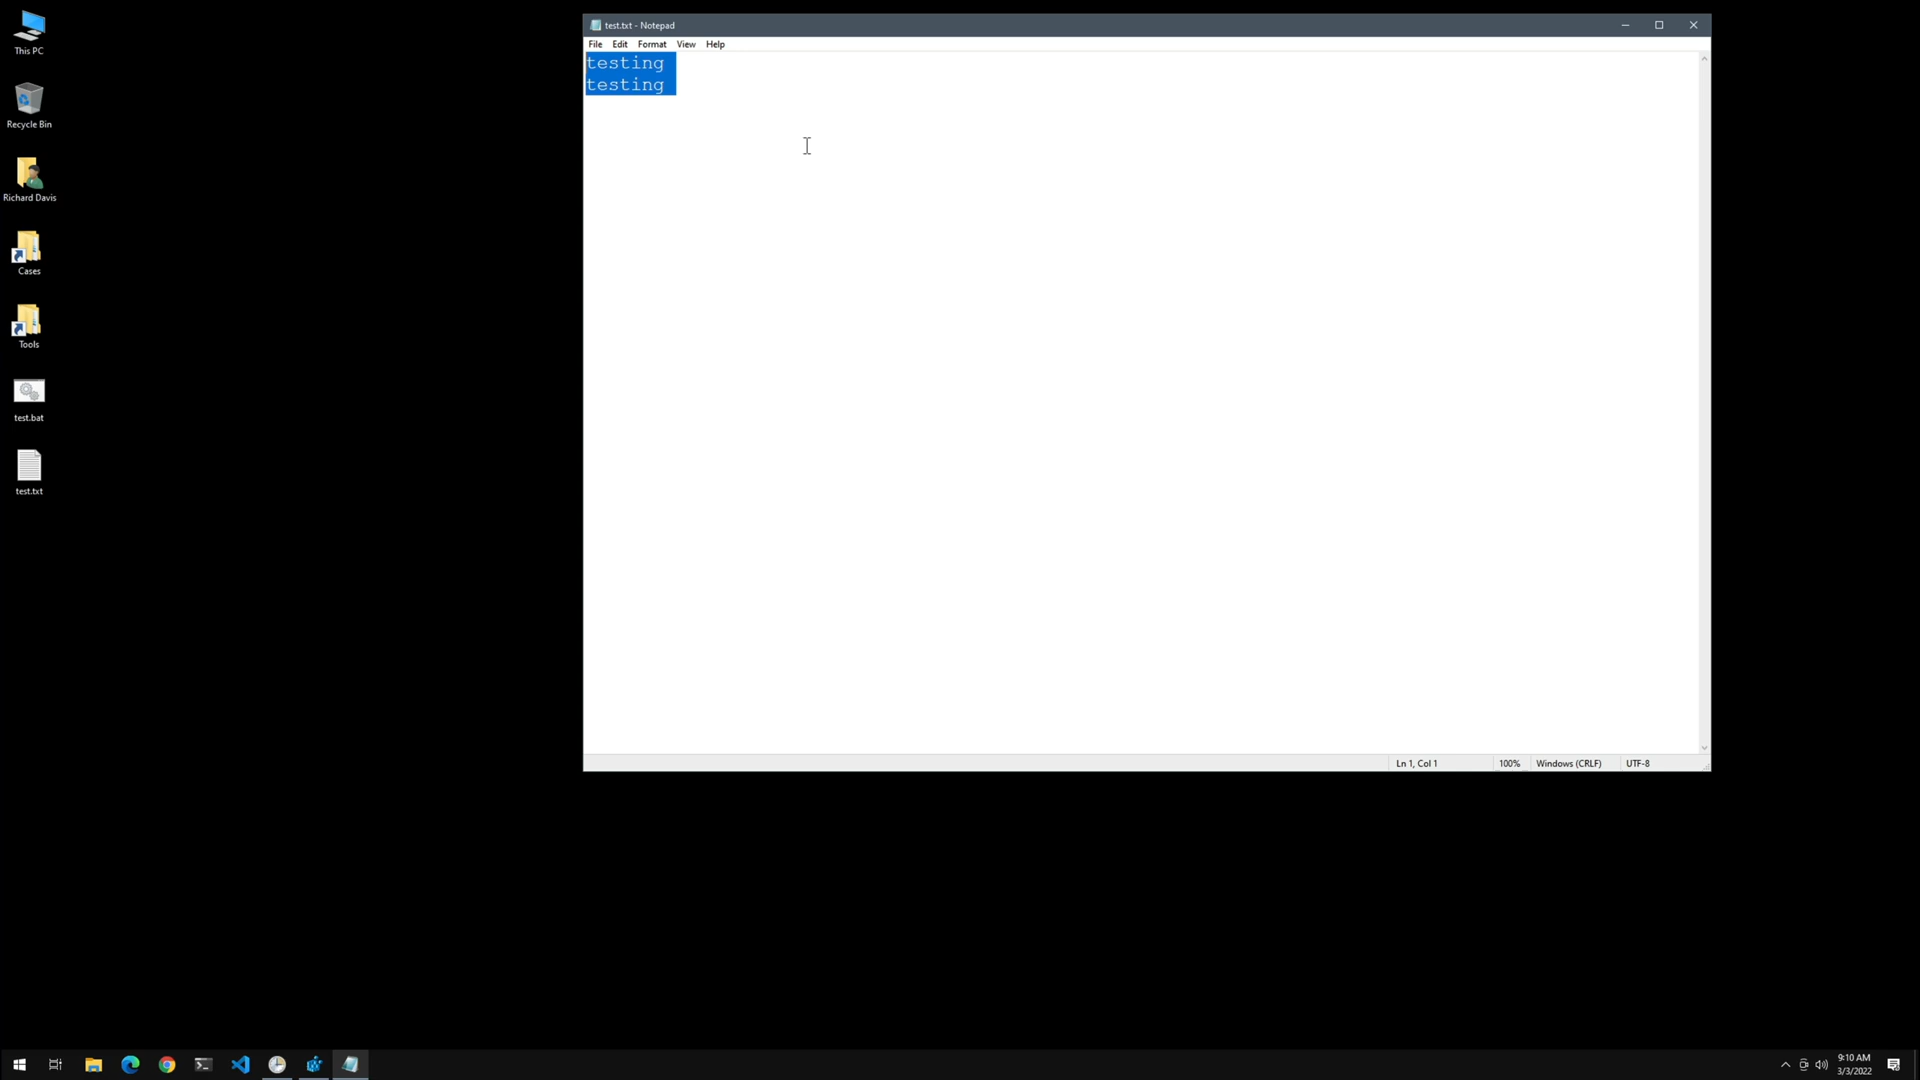 This PC
Recycle Bin
Richard Davis
Cases
Tools
test.bat
test.txt
test.txt - Notepad
File Edit Format View Help
testing
testing
Ln 1, Col 1 100% Windows (CRLF) UTF-8
9:10 AM
3/3/2022